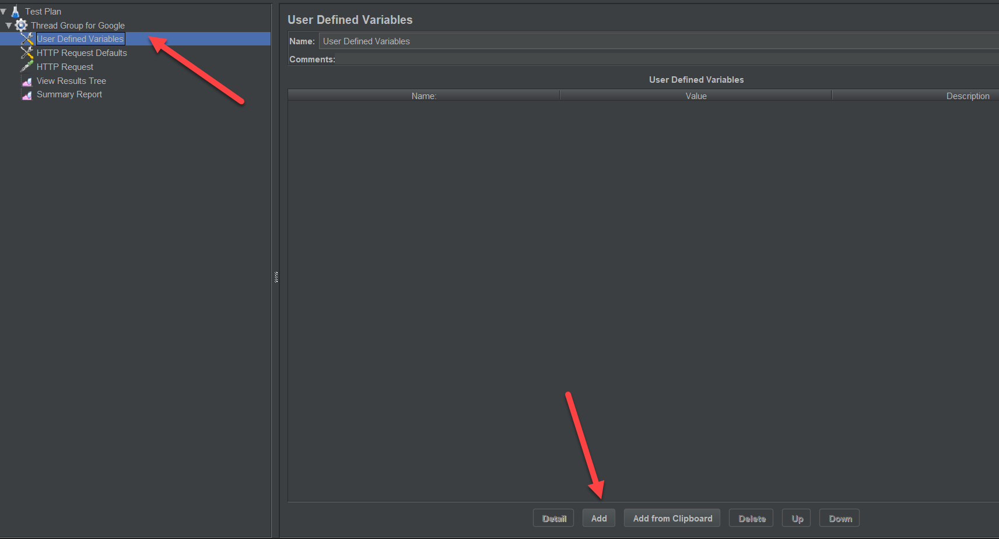 Test Plan
Thread Group for Google
User Defined Variables
HTTP Request Defaults
HTTP Request
View Results Tree
Summary Report
User Defined Variables
Name: User Defined Variables
Comments:
User Defined Variables
Name: Value Description
Detail Add Add from Clipboard Delete Up Down